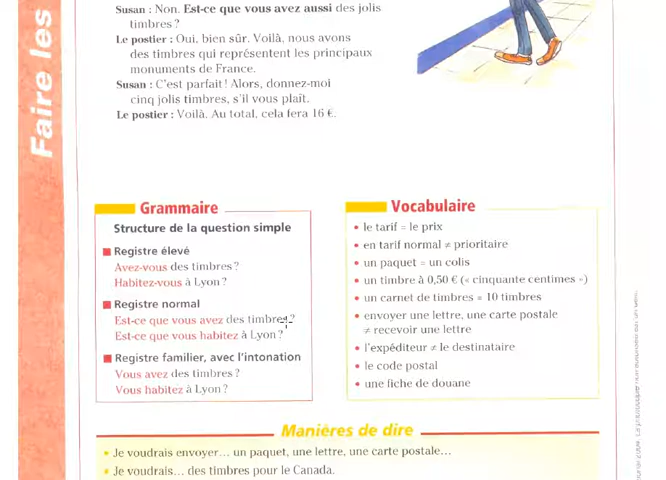 Susan : Non. Est-ce que vous avez aussi des jolis
timbres ?
Le postier : Oui, bien sûr. Voilà, nous avons
des timbres qui représentent les principaux
monuments de France.
Susan : C'est parfait ! Alors, donnez-moi
cinq jolis timbres, s'il vous plaît.
Le postier : Voilà. Au total, cela fera 16 €.
Faire les
Grammaire
Structure de la question simple
Registre élevé
Avez-vous des timbres ?
Habitez-vous à Lyon ?
Registre normal
Est-ce que vous avez des timbres ?
Est-ce que vous habitez à Lyon ?
Registre familier, avec l'intonation
Vous avez des timbres ?
Vous habitez à Lyon ?
Vocabulaire
• le tarif = le prix
• en tarif normal ≠ prioritaire
• un paquet = un colis
• un timbre à 0,50 € (« cinquante centimes »)
• un carnet de timbres = 10 timbres
• envoyer une lettre, une carte postale
≠ recevoir une lettre
• l'expéditeur ≠ le destinataire
• le code postal
• une fiche de douane
Manières de dire
• Je voudrais envoyer... un paquet, une lettre, une carte postale...
• Je voudrais... des timbres pour le Canada.